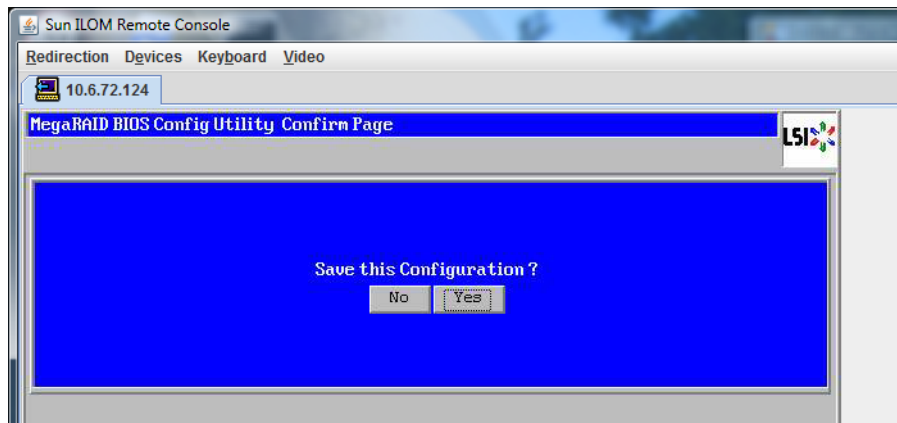 Sun ILOM Remote Console
Redirection Devices Keyboard Video
10.6.72.124
MegaRAID BIOS Config Utility Confirm Page
LSI
Save this Configuration ?
No Yes